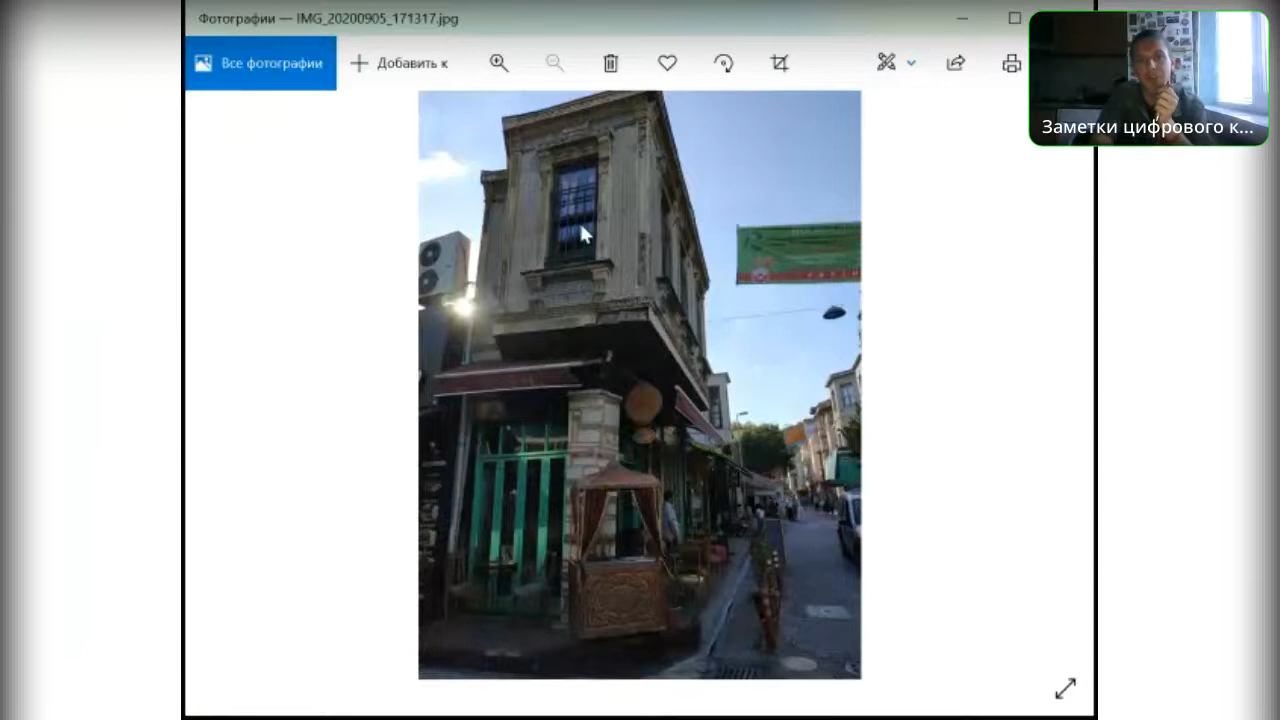 Фотографии — IMG_20200905_171317.jpg
Все фотографии
Добавить к
Заметки цифрового к...